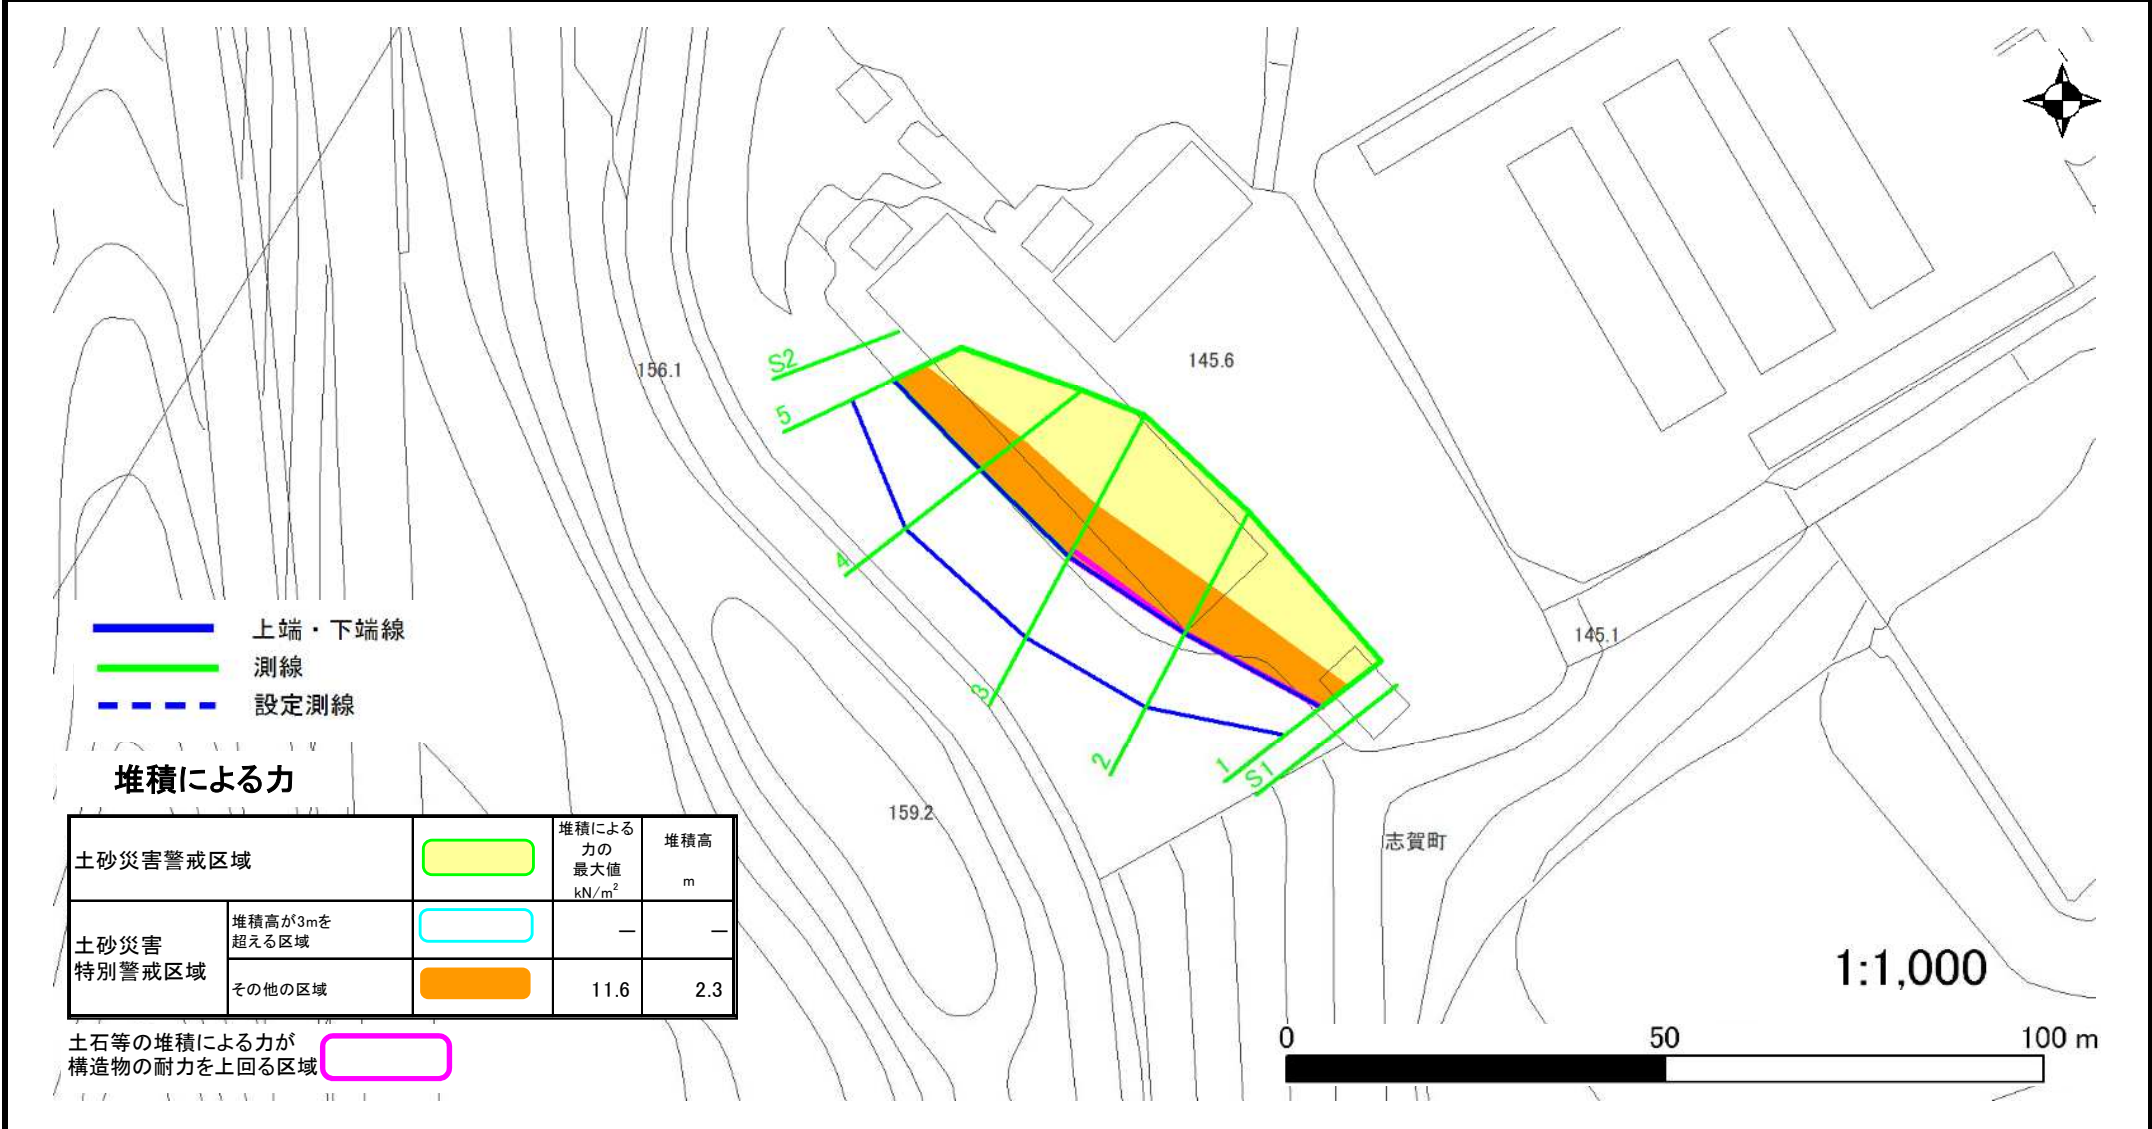 156.1
145.6
S2
5
4
3
2
1
S1
145.1
159.2
志賀町
上端・下端線
測線
設定測線
堆積による力
土砂災害警戒区域
堆積による
力の
最大値
kN/m²
堆積高
m
土砂災害
特別警戒区域
堆積高が3mを
超える区域
― ―
その他の区域 11.6 2.3
土石等の堆積による力が
構造物の耐力を上回る区域
1:1,000
0 50 100 m